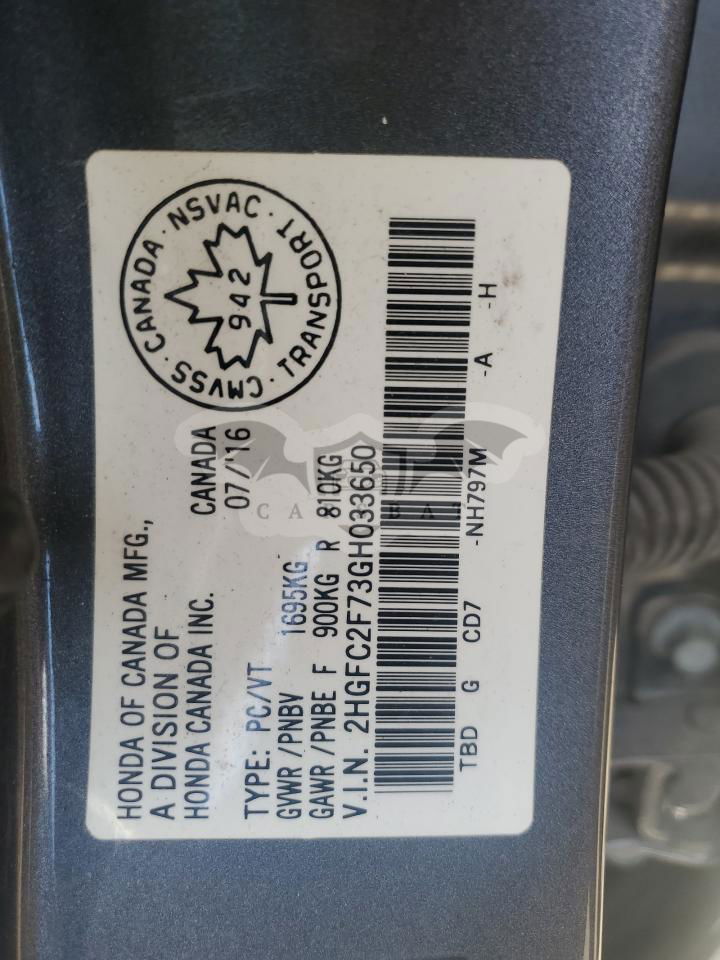 HONDA OF CANADA MFG.,
A DIVISION OF
HONDA CANADA INC. CANADA
TYPE: PC/VT 07/'16
GVWR /PNBV 1695KG
GAWR /PNBE F 900KG R 810KG
V.I.N. 2HGFC2F73GH033650
TBD G CD7 -NH797M -A -H
CMVSS · CANADA · NSVAC · TRANSPORT ·
942